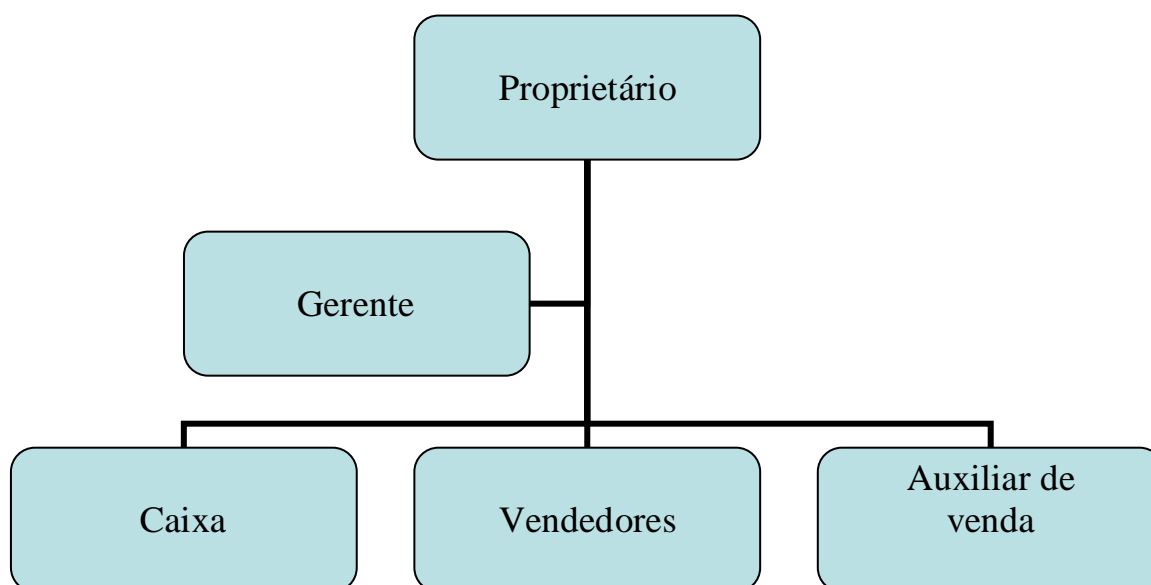 Proprietário
Gerente
Caixa
Vendedores
Auxiliar de
venda